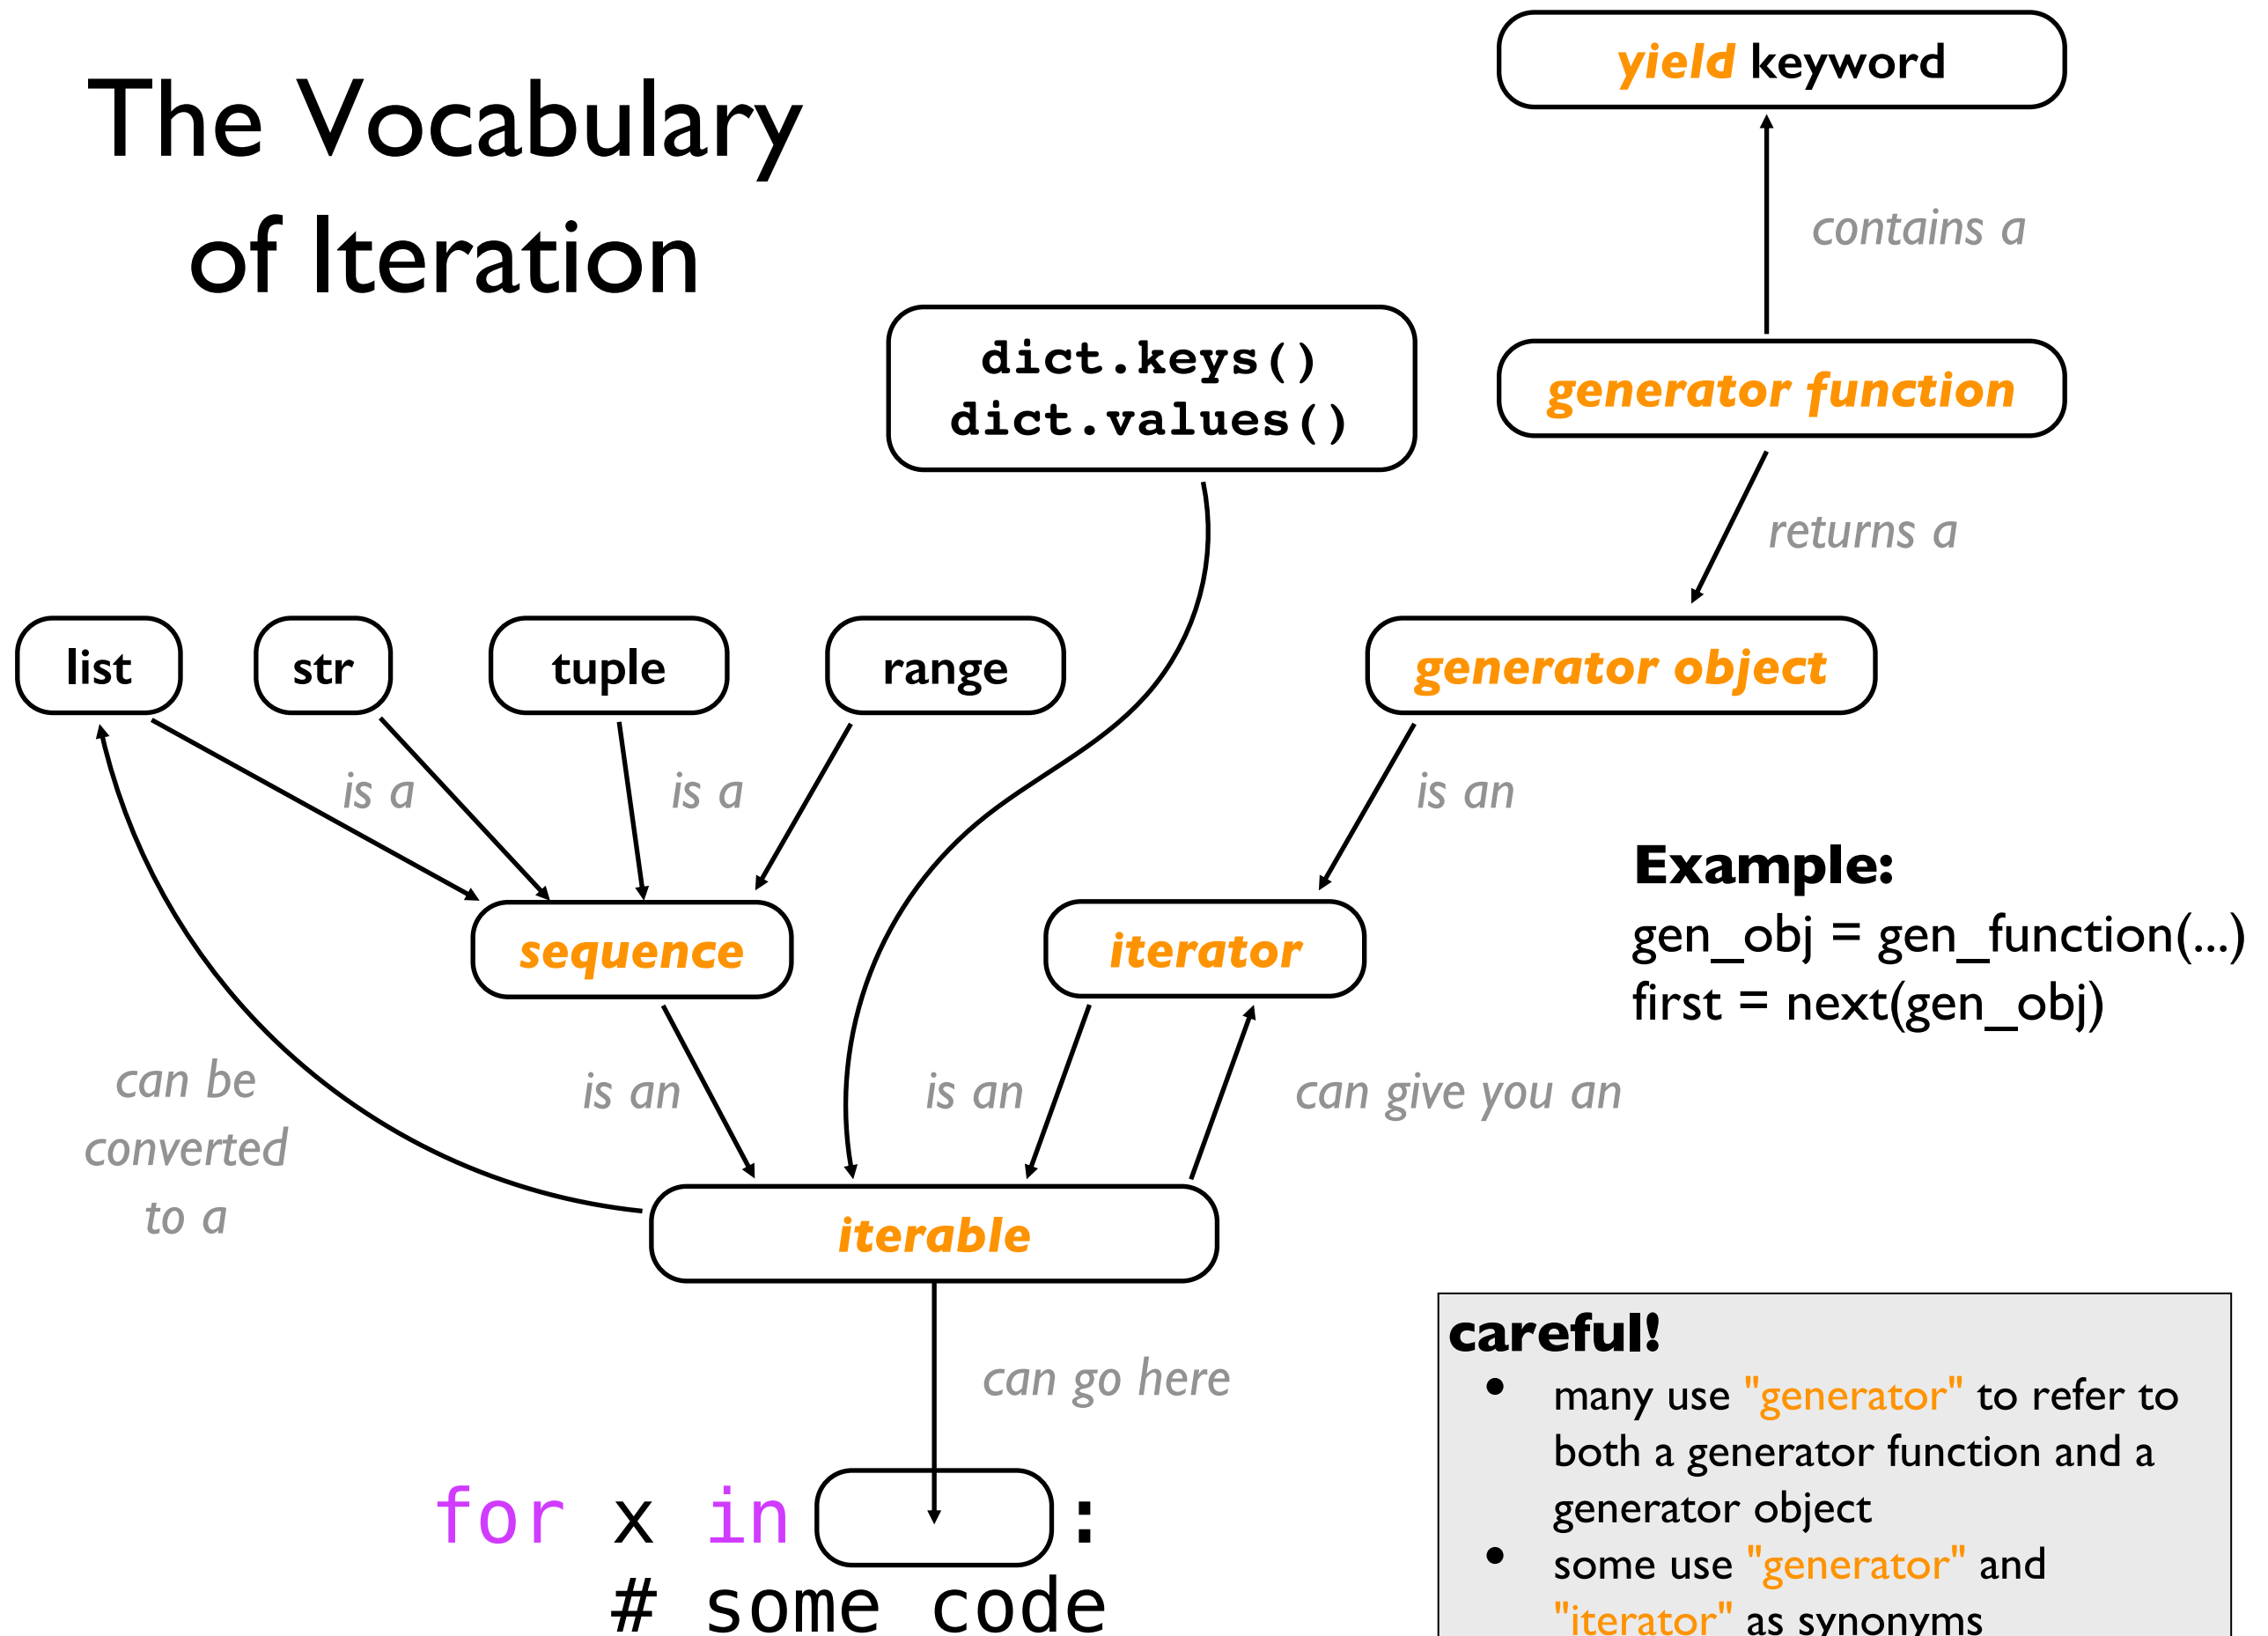 The Vocabulary
of Iteration
yield keyword
contains a
dict.keys()
dict.values()
generator function
returns a
list
str
tuple
range
generator object
is a
is a
is an
Example:
gen_obj = gen_function(...)
first = next(gen_obj)
sequence
iterator
can be
converted
to a
is an
is an
can give you an
iterable
can go here
for x in :
# some code
careful!
• many use "generator" to refer to
both a generator function and a
generator object
• some use "generator" and
"iterator" as synonyms